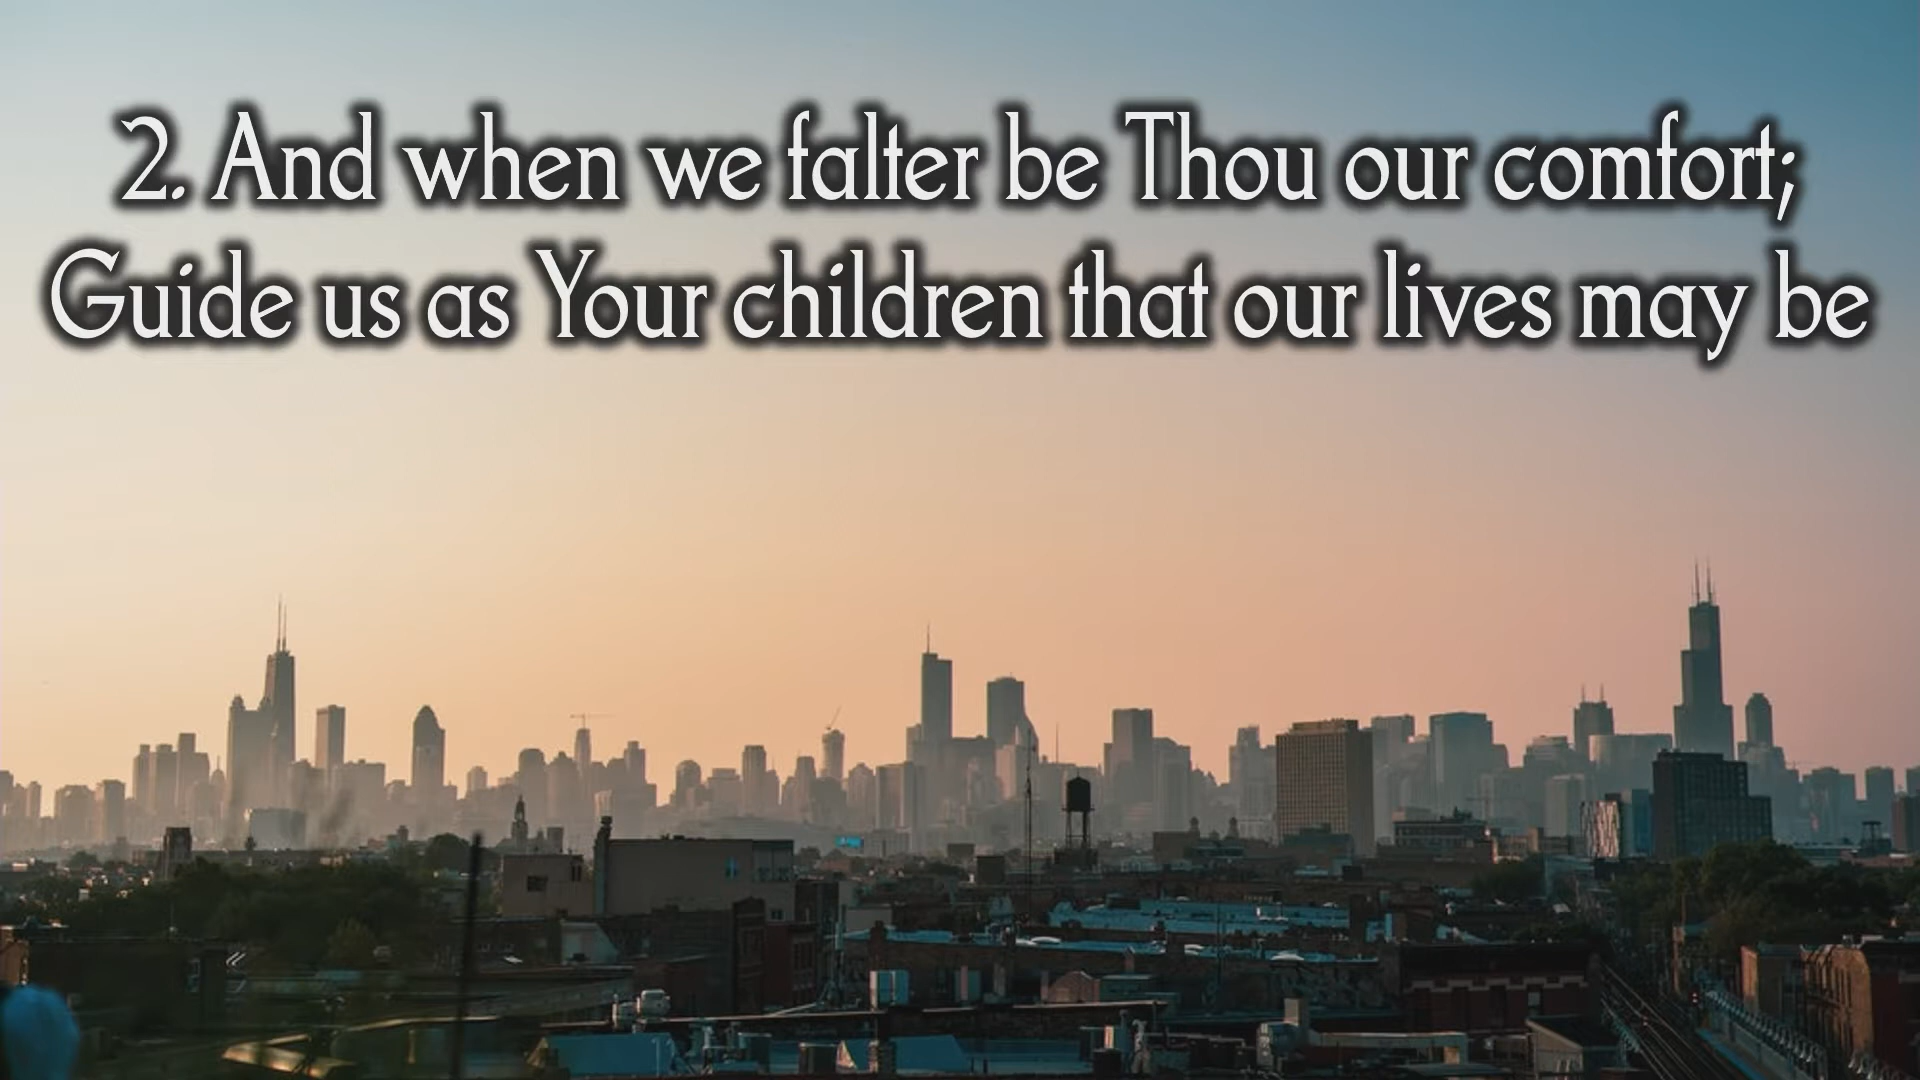 2. And when we falter be Thou our comfort;
Guide us as Your children that our lives may be